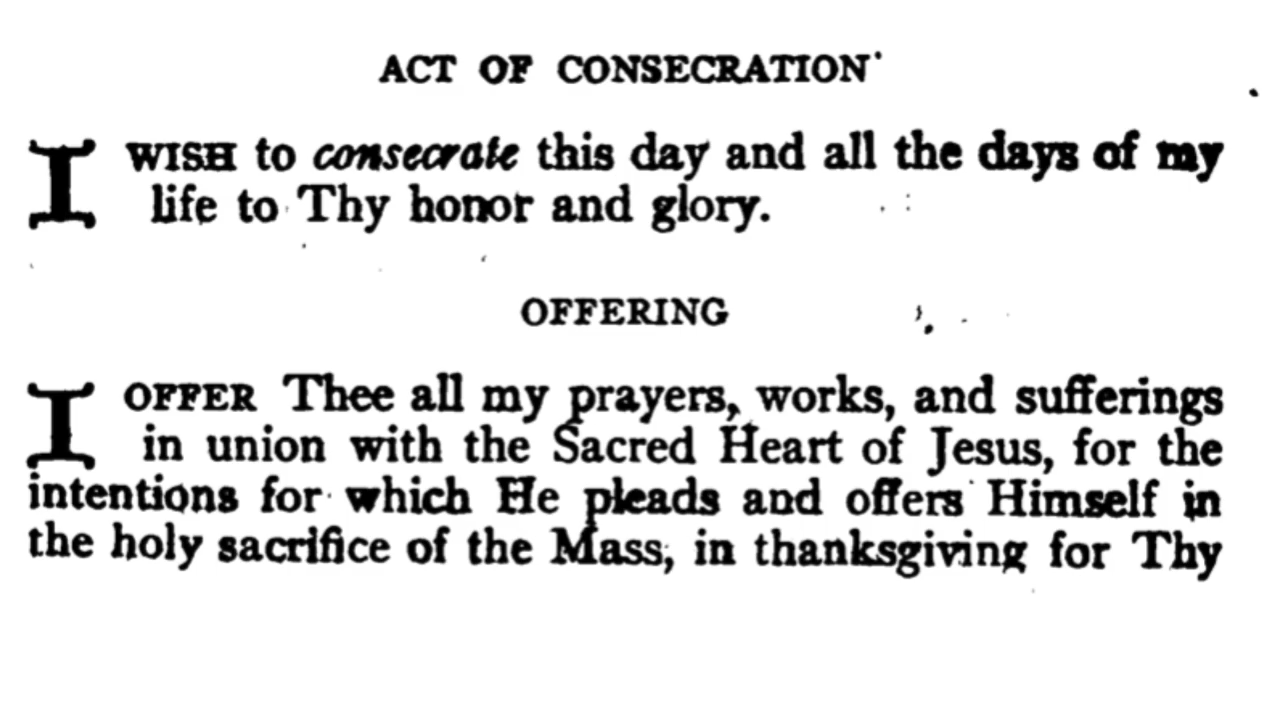 ACT OF CONSECRATION
I WISH to consecrate this day and all the days of my
life to Thy honor and glory.
OFFERING
I OFFER Thee all my prayers, works, and sufferings
in union with the Sacred Heart of Jesus, for the
intentions for which He pleads and offers Himself in
the holy sacrifice of the Mass, in thanksgiving for Thy